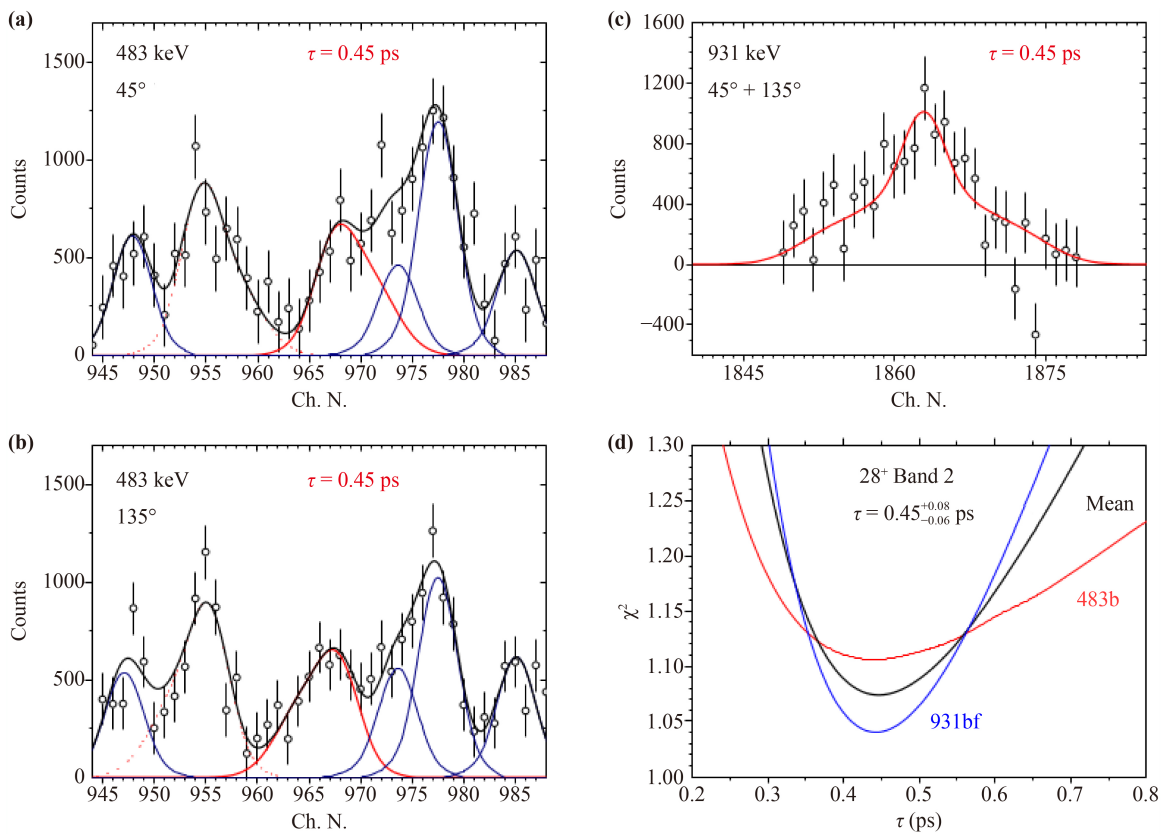 (a)
483 keV
τ = 0.45 ps
45°
Counts
1500
1000
500
0
945 950 955 960 965 970 975 980 985
Ch. N.
(b)
483 keV
τ = 0.45 ps
135°
Counts
1500
1000
500
0
945 950 955 960 965 970 975 980 985
Ch. N.
(c)
931 keV
τ = 0.45 ps
45° + 135°
Counts
1600
1200
800
400
0
−400
1845 1860 1875
Ch. N.
(d)
28⁺ Band 2
τ = 0.45 +0.08 −0.06 ps
Mean
483b
931bf
χ²
1.30
1.25
1.20
1.15
1.10
1.05
1.00
0.2 0.3 0.4 0.5 0.6 0.7 0.8
τ (ps)